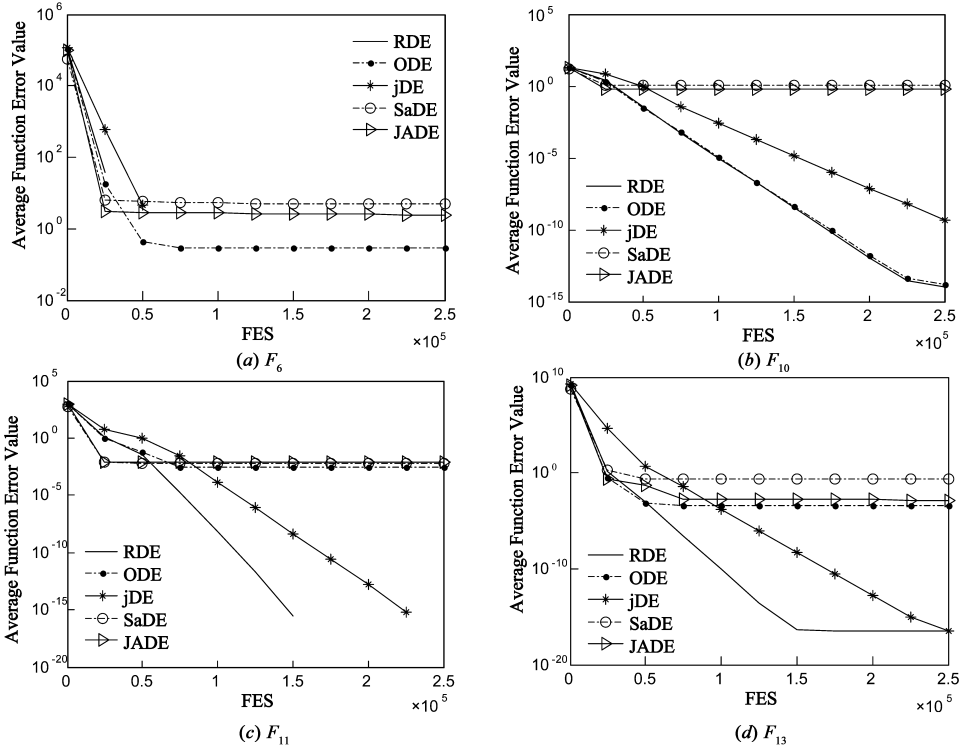 Average Function Error Value
10^6
10^4
10^2
10^0
10^-2
RDE
ODE
jDE
SaDE
JADE
0 0.5 1 1.5 2 2.5
FES
×10^5
(a) F_6
Average Function Error Value
10^5
10^0
10^-5
10^-10
10^-15
RDE
ODE
jDE
SaDE
JADE
0 0.5 1 1.5 2 2.5
FES
×10^5
(b) F_10
Average Function Error Value
10^5
10^0
10^-5
10^-10
10^-15
10^-20
RDE
ODE
jDE
SaDE
JADE
0 0.5 1 1.5 2 2.5
FES
×10^5
(c) F_11
Average Function Error Value
10^10
10^0
10^-10
10^-20
RDE
ODE
jDE
SaDE
JADE
0 0.5 1 1.5 2 2.5
FES
×10^5
(d) F_13